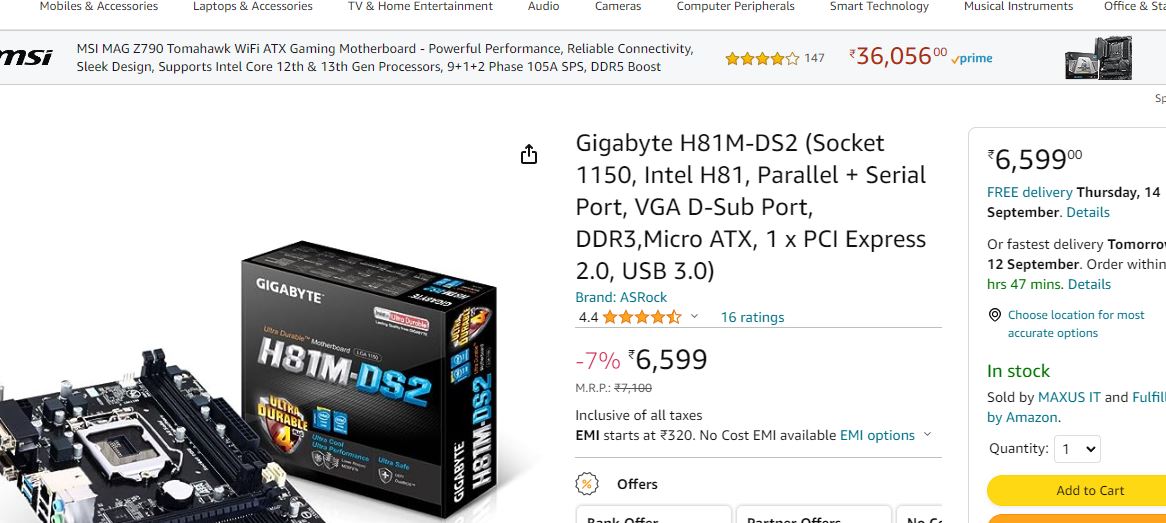 Mobiles & Accessories Laptops & Accessories TV & Home Entertainment Audio Cameras Computer Peripherals Smart Technology Musical Instruments Office & Sta
msi
MSI MAG Z790 Tomahawk WiFi ATX Gaming Motherboard - Powerful Performance, Reliable Connectivity,
Sleek Design, Supports Intel Core 12th & 13th Gen Processors, 9+1+2 Phase 105A SPS, DDR5 Boost
147
₹36,056 00
prime
Sp
Gigabyte H81M-DS2 (Socket
1150, Intel H81, Parallel + Serial
Port, VGA D-Sub Port,
DDR3,Micro ATX, 1 x PCI Express
2.0, USB 3.0)
Brand: ASRock
4.4 16 ratings
-7% ₹6,599
M.R.P.: ₹7,100
Inclusive of all taxes
EMI starts at ₹320. No Cost EMI available EMI options
Offers
Bank Offer Partner Offers No C
₹6,599 00
FREE delivery Thursday, 14
September. Details
Or fastest delivery Tomorro
12 September. Order within
hrs 47 mins. Details
Choose location for most
accurate options
In stock
Sold by MAXUS IT and Fulfil
by Amazon.
Quantity: 1
Add to Cart
GIGABYTE
Ultra Durable™ Motherboard LGA 1150
H81M-DS2
ULTRA
DURABLE
4
Ultra Cool
Ultra Performance
Ultra Safe
GIGABYTE
H81M-DS2